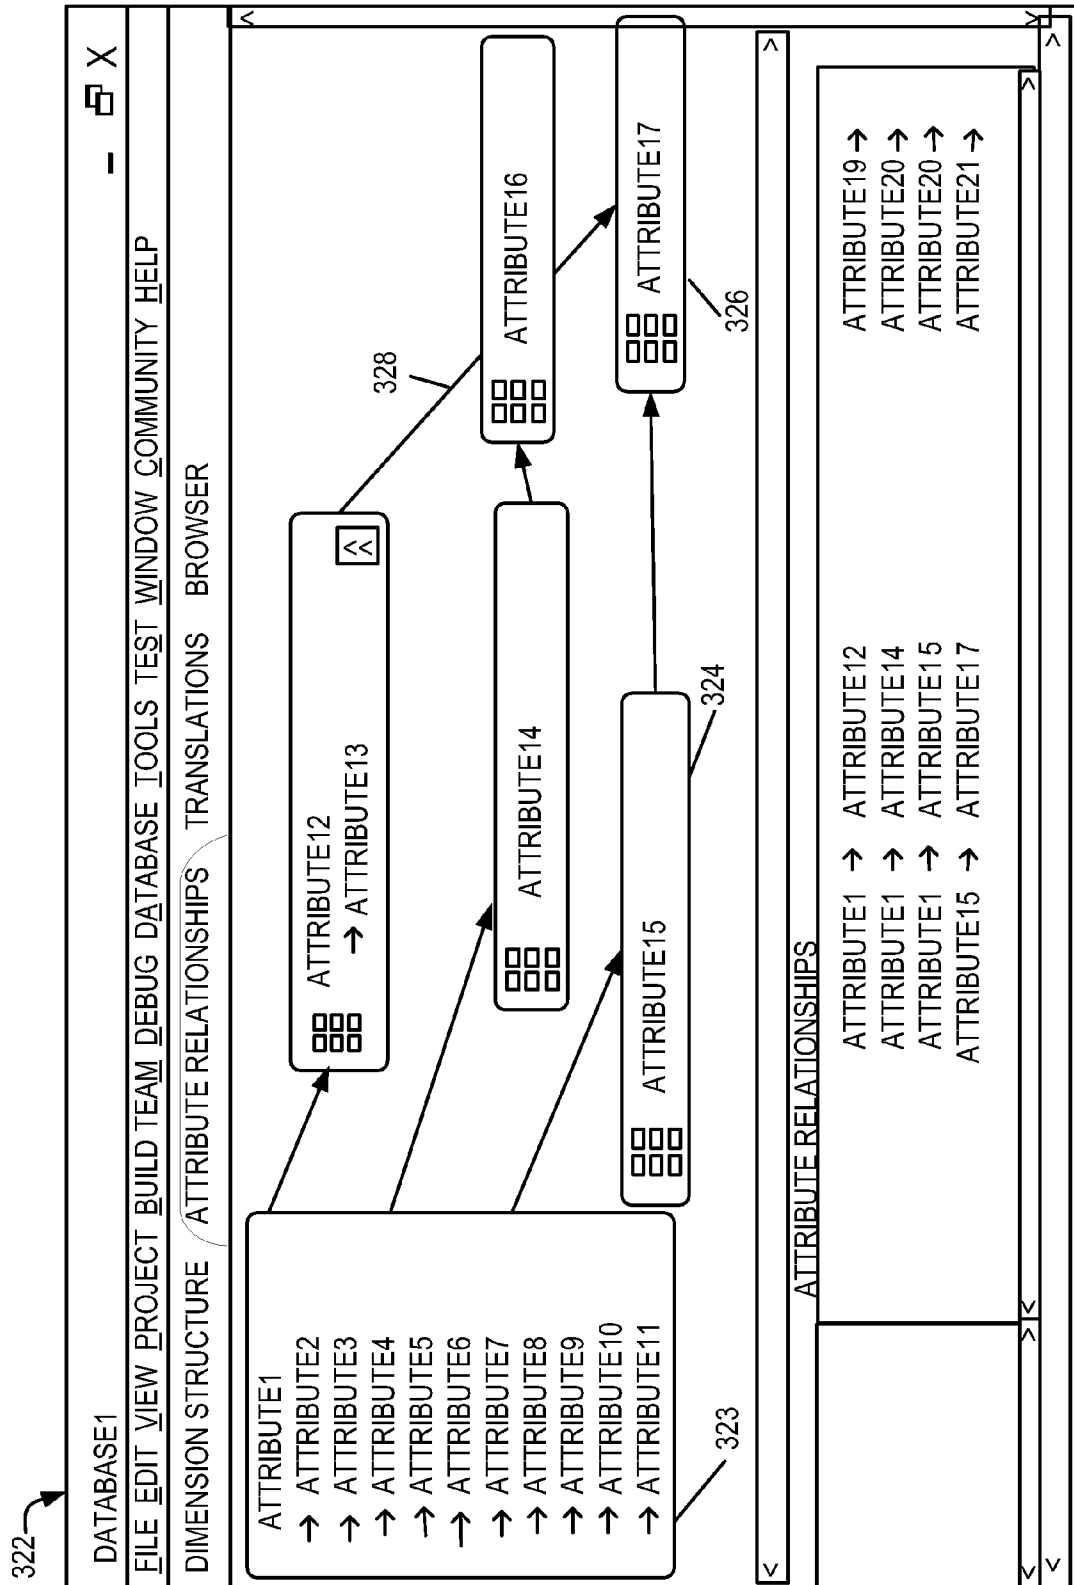 322
DATABASE1 – X
FILE EDIT VIEW PROJECT BUILD TEAM DEBUG DATABASE TOOLS TEST WINDOW COMMUNITY HELP
DIMENSION STRUCTURE ATTRIBUTE RELATIONSHIPS TRANSLATIONS BROWSER
ATTRIBUTE1
→ ATTRIBUTE2
→ ATTRIBUTE3
→ ATTRIBUTE4
→ ATTRIBUTE5
→ ATTRIBUTE6
→ ATTRIBUTE7
→ ATTRIBUTE8
→ ATTRIBUTE9
→ ATTRIBUTE10
→ ATTRIBUTE11
323
ATTRIBUTE12
→ ATTRIBUTE13
328
ATTRIBUTE14
ATTRIBUTE16
ATTRIBUTE15
324
ATTRIBUTE17
326
ATTRIBUTE RELATIONSHIPS
ATTRIBUTE1 → ATTRIBUTE12 ATTRIBUTE19 →
ATTRIBUTE1 → ATTRIBUTE14 ATTRIBUTE20 →
ATTRIBUTE1 → ATTRIBUTE15 ATTRIBUTE20 →
ATTRIBUTE15 → ATTRIBUTE17 ATTRIBUTE21 →